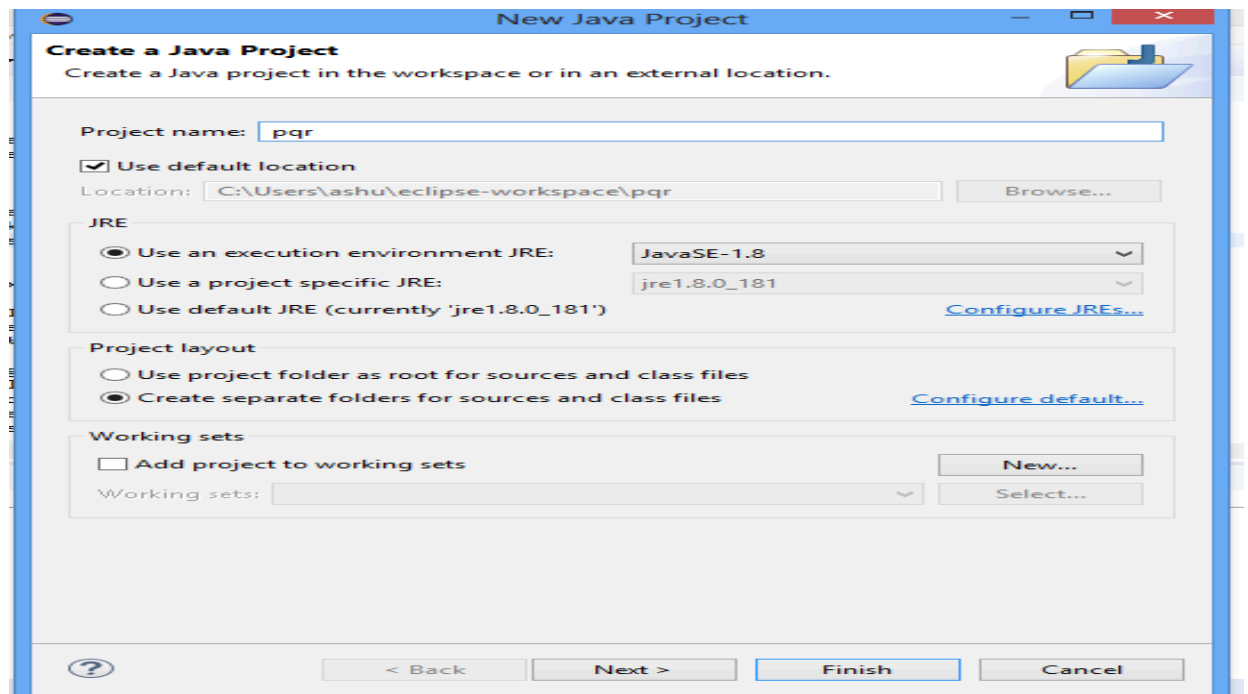 New Java Project
Create a Java Project
Create a Java project in the workspace or in an external location.
Project name: pqr
Use default location
Location: C:\Users\ashu\eclipse-workspace\pqr Browse...
JRE
Use an execution environment JRE: JavaSE-1.8
Use a project specific JRE: jre1.8.0_181
Use default JRE (currently 'jre1.8.0_181') Configure JREs...
Project layout
Use project folder as root for sources and class files
Create separate folders for sources and class files Configure default...
Working sets
Add project to working sets New...
Working sets: Select...
? < Back Next > Finish Cancel